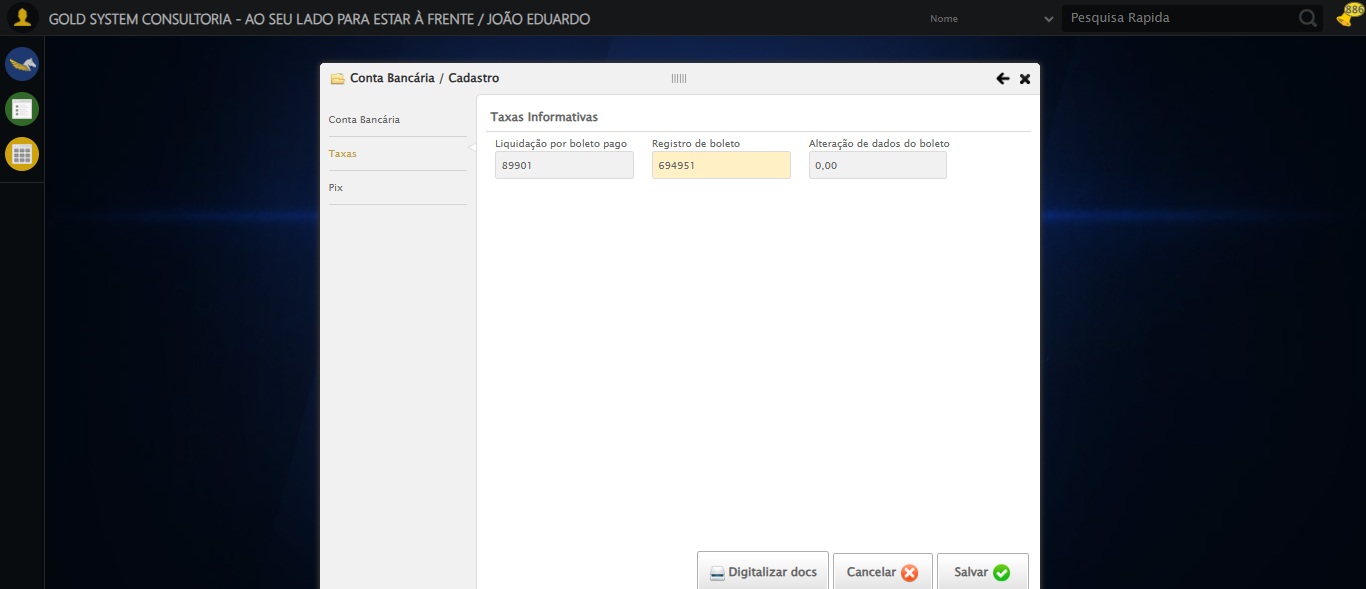 GOLD SYSTEM CONSULTORIA - AO SEU LADO PARA ESTAR À FRENTE / JOÃO EDUARDO
Nome
Pesquisa Rapida
886
Conta Bancária / Cadastro
Conta Bancária
Taxas
Pix
Taxas Informativas
Liquidação por boleto pago
Registro de boleto
Alteração de dados do boleto
89901
694951
0,00
Digitalizar docs
Cancelar
Salvar